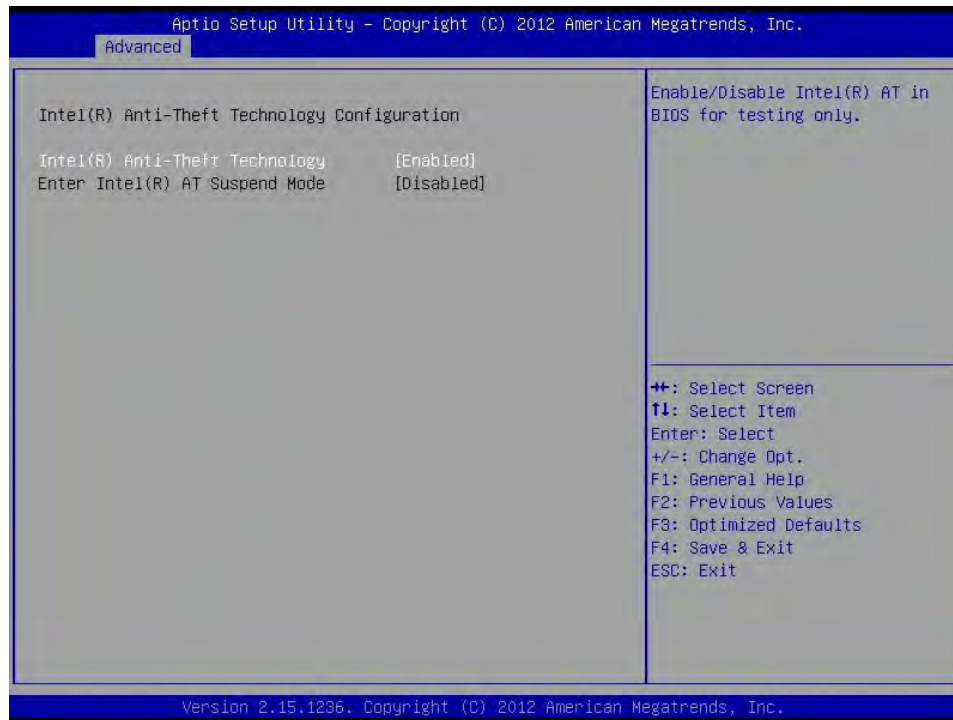 Aptio Setup Utility – Copyright (C) 2012 American Megatrends, Inc.
Advanced
Intel(R) Anti-Theft Technology Configuration
Intel(R) Anti-Theft Technology [Enabled]
Enter Intel(R) AT Suspend Mode [Disabled]
Enable/Disable Intel(R) AT in
BIOS for testing only.
→←: Select Screen
↑↓: Select Item
Enter: Select
+/-: Change Opt.
F1: General Help
F2: Previous Values
F3: Optimized Defaults
F4: Save & Exit
ESC: Exit
Version 2.15.1236. Copyright (C) 2012 American Megatrends, Inc.